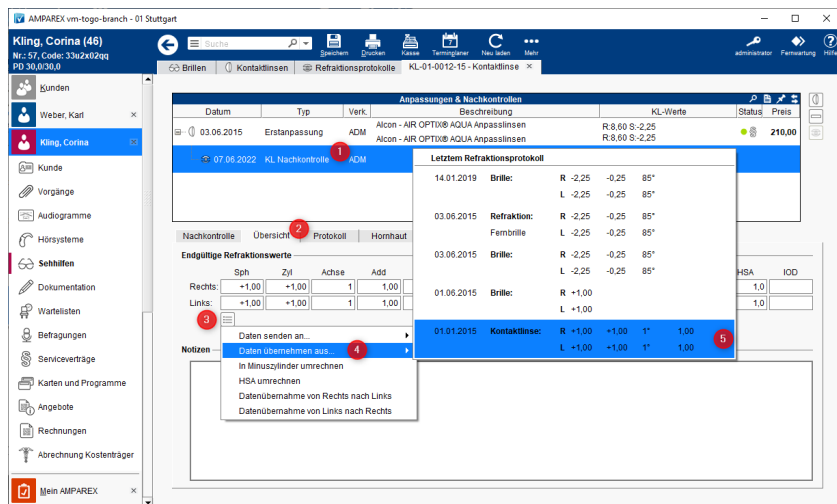 AMPAREX vm-togo-branch - 01 Stuttgart
Kling, Corina (46)
Nr.: 57, Code: 33u2x02qq
PD 30,0/30,0
Suche
Speichern
Drucken
Kasse
Terminplaner
Neu laden
Mehr
administrator
Fernwartung
Hilfe
Brillen
Kontaktlinsen
Refraktionsprotokolle
KL-01-0012-15 - Kontaktlinse ×
Kunden
Weber, Karl ×
Kling, Corina
Kunde
Vorgänge
Audiogramme
Hörsysteme
Sehhilfen
Dokumentation
Wartelisten
Befragungen
Serviceverträge
Karten und Programme
Angebote
Rechnungen
Abrechnung Kostenträger
Mein AMPAREX ×
Anpassungen & Nachkontrollen
Datum Typ Verk. Beschreibung KL-Werte Status Preis
03.06.2015 Erstanpassung ADM Alcon - AIR OPTIX® AQUA Anpasslinsen R:8,60 S:-2,25 210,00
Alcon - AIR OPTIX® AQUA Anpasslinsen R:8,60 S:-2,25
07.06.2022 KL Nachkontrolle 1 ADM
Letztem Refraktionsprotokoll
14.01.2019 Brille: R -2,25 -0,25 85°
L -2,25 -0,25 85°
03.06.2015 Refraktion: R -2,25 -0,25 85°
Fernbrille L -2,25 -0,25 85°
03.06.2015 Brille: R -2,25 -0,25 85°
L -2,25 -0,25 85°
01.06.2015 Brille: R +1,00
L +1,00
01.01.2015 Kontaktlinse: R +1,00 +1,00 1° 1,00
L +1,00 +1,00 1° 1,00
5
Nachkontrolle Übersicht 2 Protokoll Hornhaut
Endgültige Refraktionswerte
Sph Zyl Achse Add HSA IOD
Rechts: +1,00 +1,00 1 1,00 1,0
Links: +1,00 +1,00 1 1,00 1,0
3
Notizen
Daten senden an...
Daten übernehmen aus... 4
In Minuszylinder umrechnen
HSA umrechnen
Datenübernahme von Rechts nach Links
Datenübernahme von Links nach Rechts